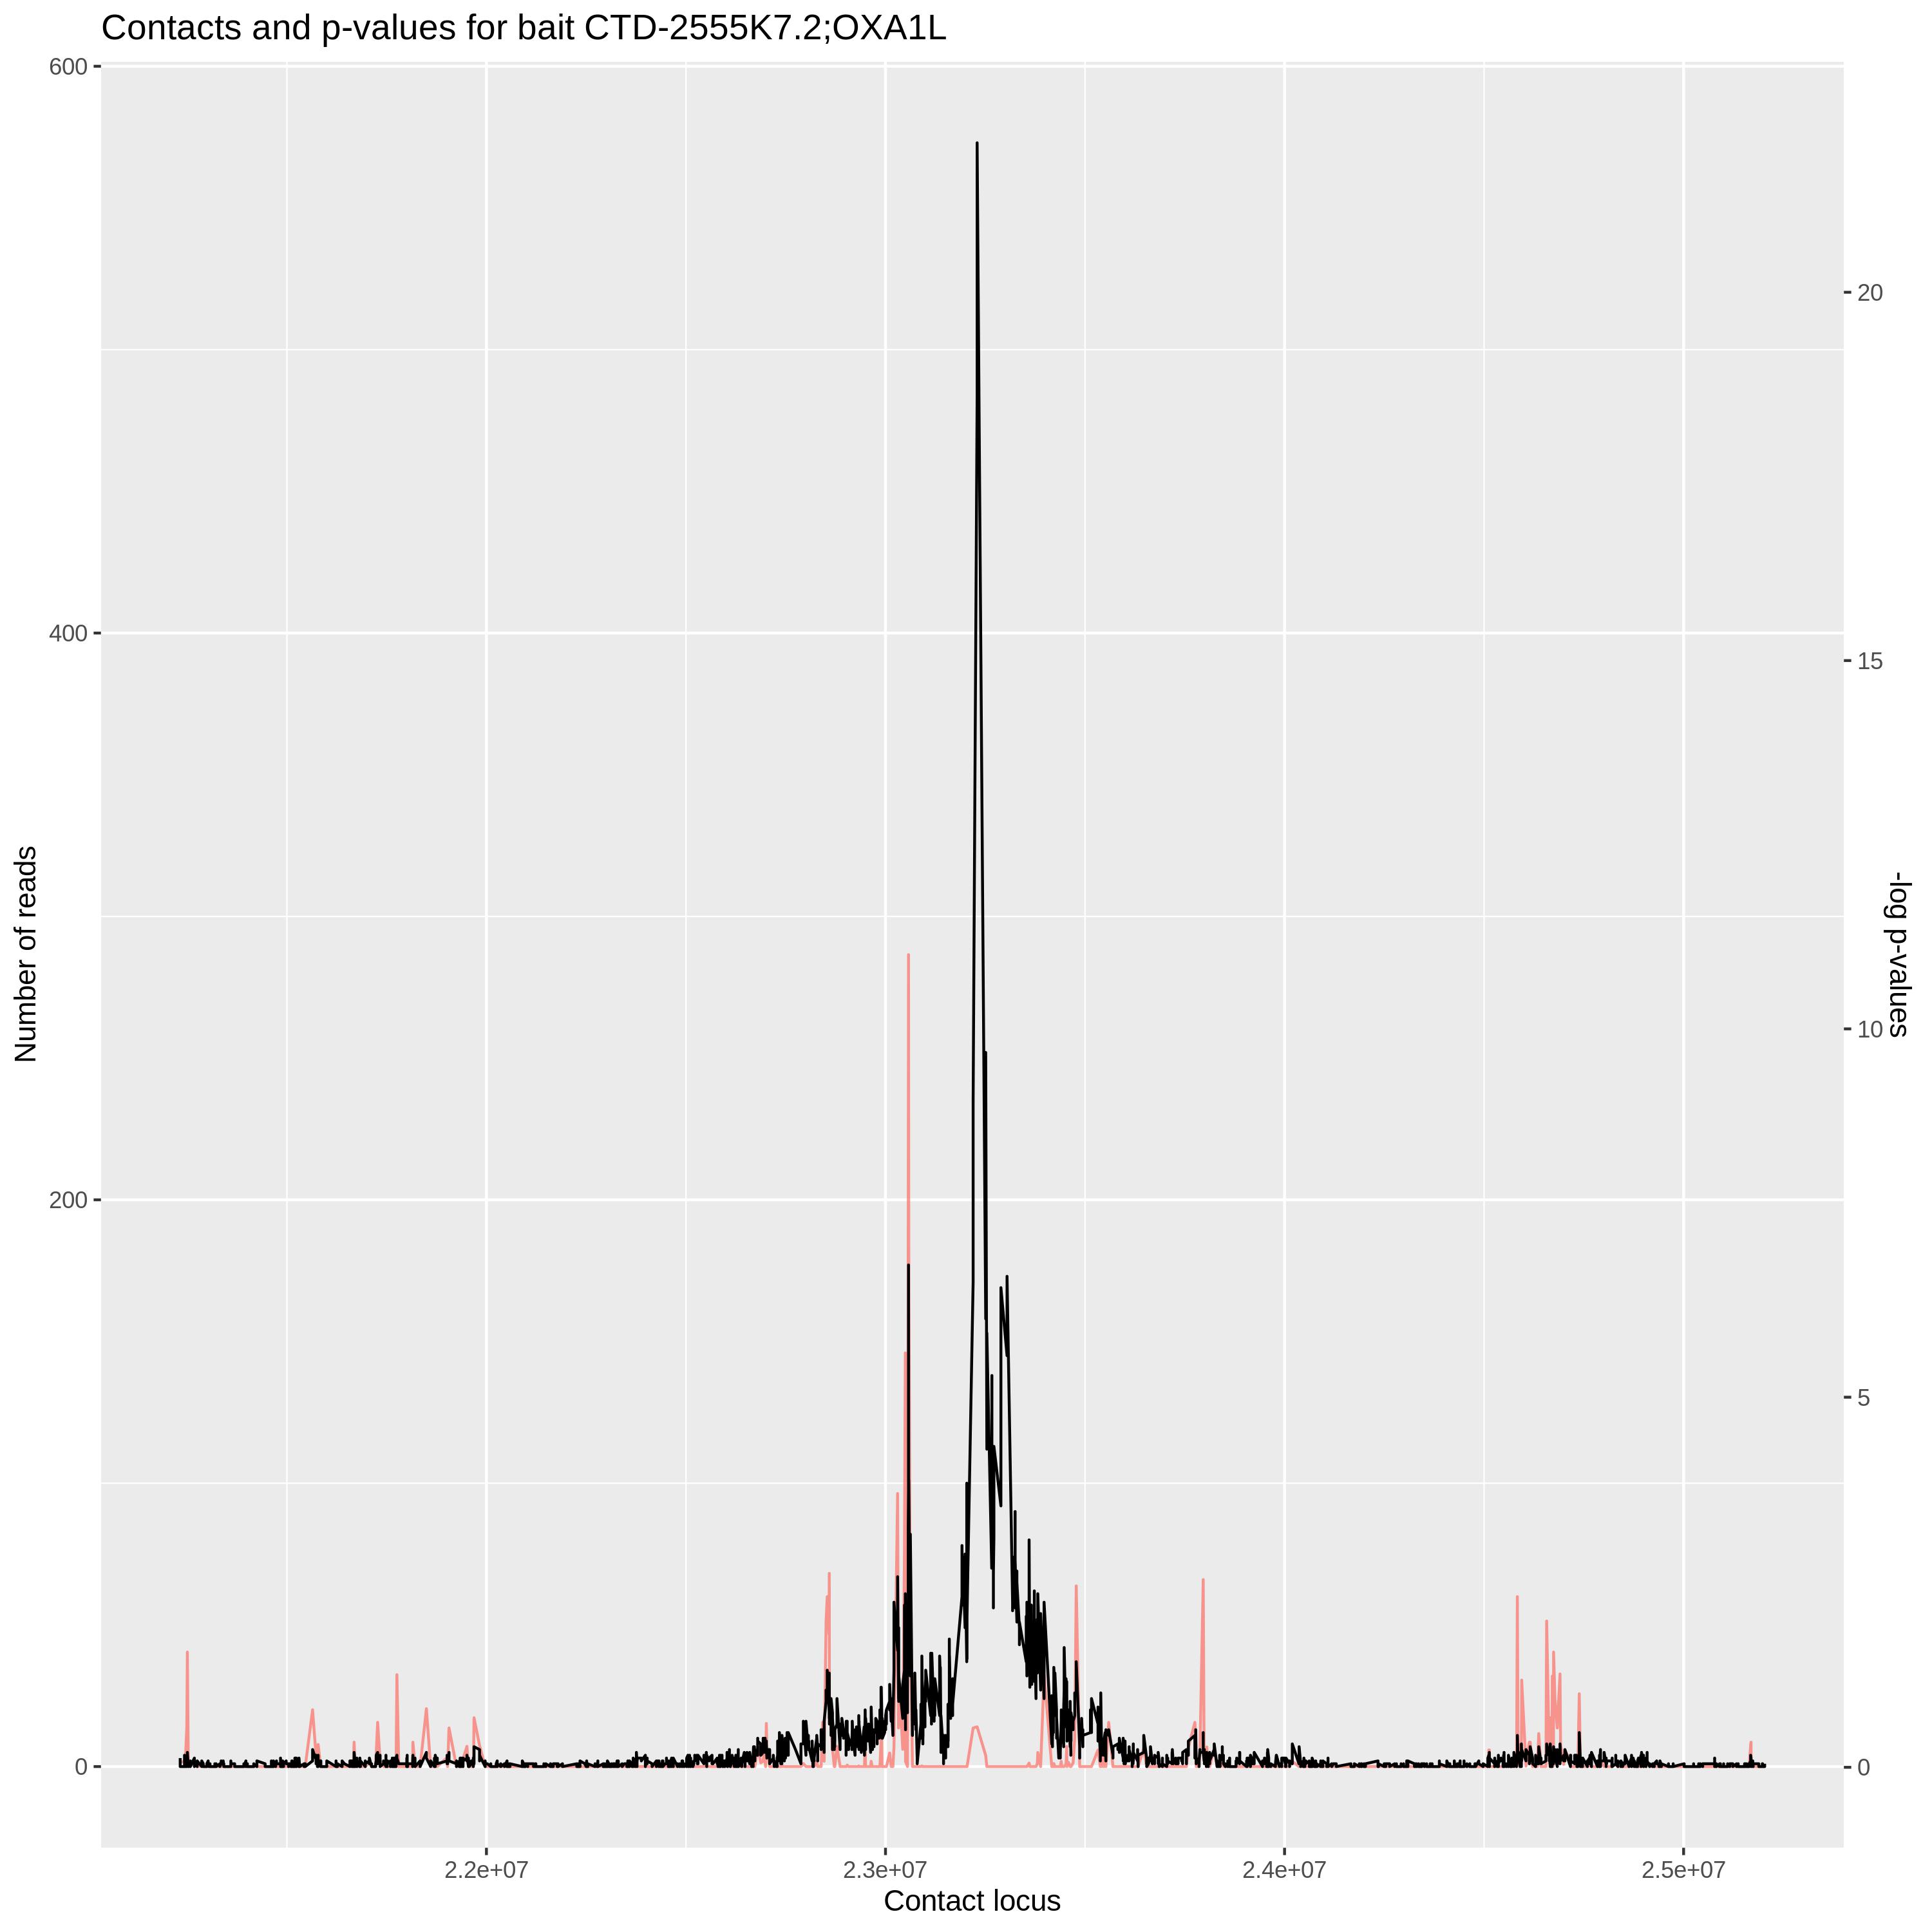 Contacts and p-values for bait CTD-2555K7.2;OXA1L
600
400
200
0
Number of reads
20
15
10
5
0
-log p-values
2.2e+07
2.3e+07
2.4e+07
2.5e+07
Contact locus